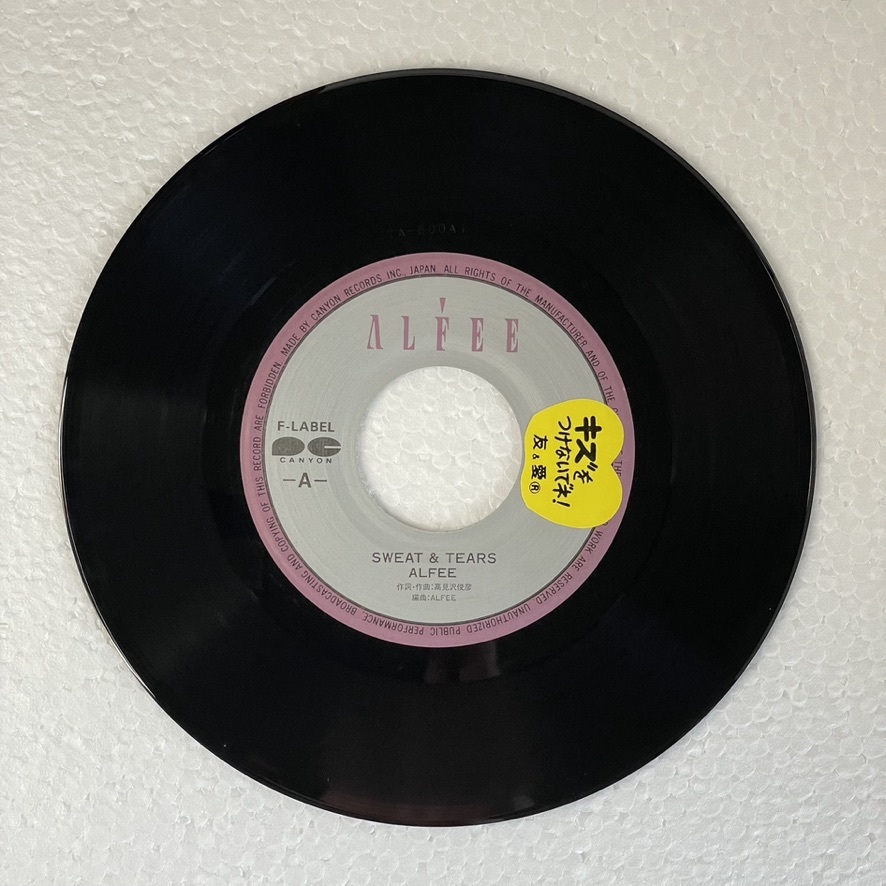 ALFEE
F-LABEL
PC
CANYON
—A—
SWEAT & TEARS
ALFEE
作詞・作曲:高見沢俊彦
編曲:ALFEE
キズを
つけないでネ!
友&愛Ⓡ
MADE BY CANYON RECORDS INC., JAPAN. ALL RIGHTS OF THE MANUFACTURER AND OF THE
WORK ARE RESERVED. UNAUTHORIZED PUBLIC PERFORMANCE, BROADCASTING AND COPYING OF THIS RECORD ARE FORBIDDEN.